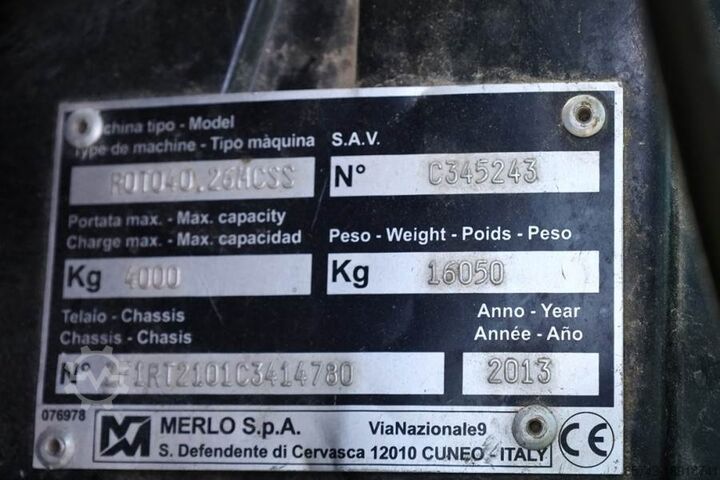 china tipo - Model
Type de machine - Tipo màquina
S.A.V.
ROTO40.26MCSS
N° C345243
Portata max. - Max. capacity
Charge max. - Max. capacidad
Peso - Weight - Poids - Peso
Kg 4000
Kg 16050
Telaio - Chassis
Chassis - Chasis
Anno - Year
Année - Año
N° 1RT2101C3414780
2013
076978
MERLO S.p.A. ViaNazionale9
S. Defendente di Cervasca 12010 CUNEO - ITALY
CE